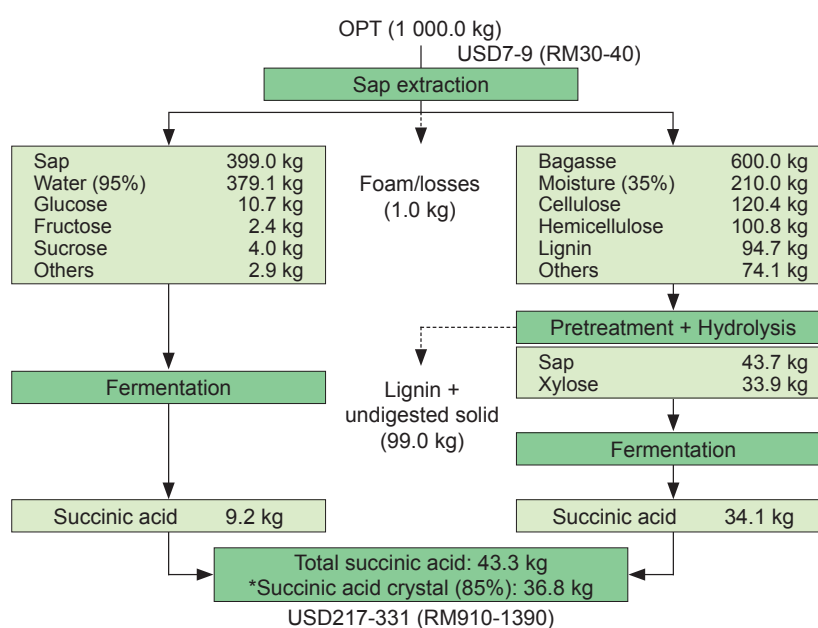 OPT (1 000.0 kg)
USD7-9 (RM30-40)
Sap extraction
Sap 399.0 kg
Water (95%) 379.1 kg
Glucose 10.7 kg
Fructose 2.4 kg
Sucrose 4.0 kg
Others 2.9 kg
Foam/losses
(1.0 kg)
Bagasse 600.0 kg
Moisture (35%) 210.0 kg
Cellulose 120.4 kg
Hemicellulose 100.8 kg
Lignin 94.7 kg
Others 74.1 kg
Pretreatment + Hydrolysis
Sap 43.7 kg
Xylose 33.9 kg
Lignin +
undigested solid
(99.0 kg)
Fermentation
Fermentation
Succinic acid 9.2 kg
Succinic acid 34.1 kg
Total succinic acid: 43.3 kg
*Succinic acid crystal (85%): 36.8 kg
USD217-331 (RM910-1390)